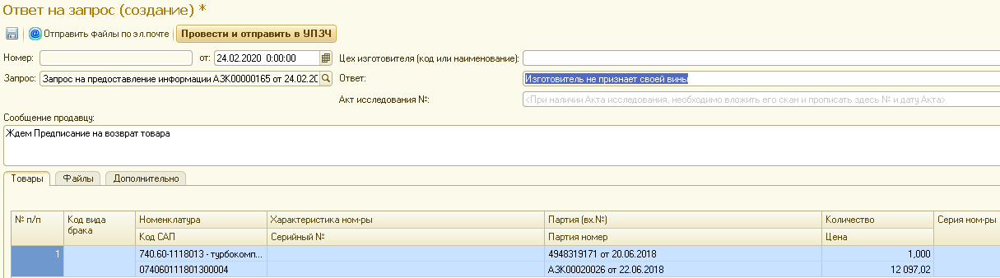 Ответ на запрос (создание) *
Отправить файлы по эл.почте Провести и отправить в УПЗЧ
Номер: от: 24.02.2020 0:00:00 Цех изготовителя (код или наименование):
Запрос: Запрос на предоставление информации АЗК00000165 от 24.02.20 Ответ: Изготовитель не признает своей вины
Акт исследования №: <При наличии Акта исследования, необходимо вложить его скан и прописать здесь № и дату Акта>
Сообщение продавцу:
Ждем Предписание на возврат товара
Товары Файлы Дополнительно
№ п/п Код вида брака Номенклатура Характеристика ном-ры Партия (вх.№) Количество Серия ном-ры
Код САП Серийный № Партия номер Цена
1 740.60-1118013 - турбокомп... 4948319171 от 20.06.2018 1,000
074060111801300004 АЗК00020026 от 22.06.2018 12 097,02